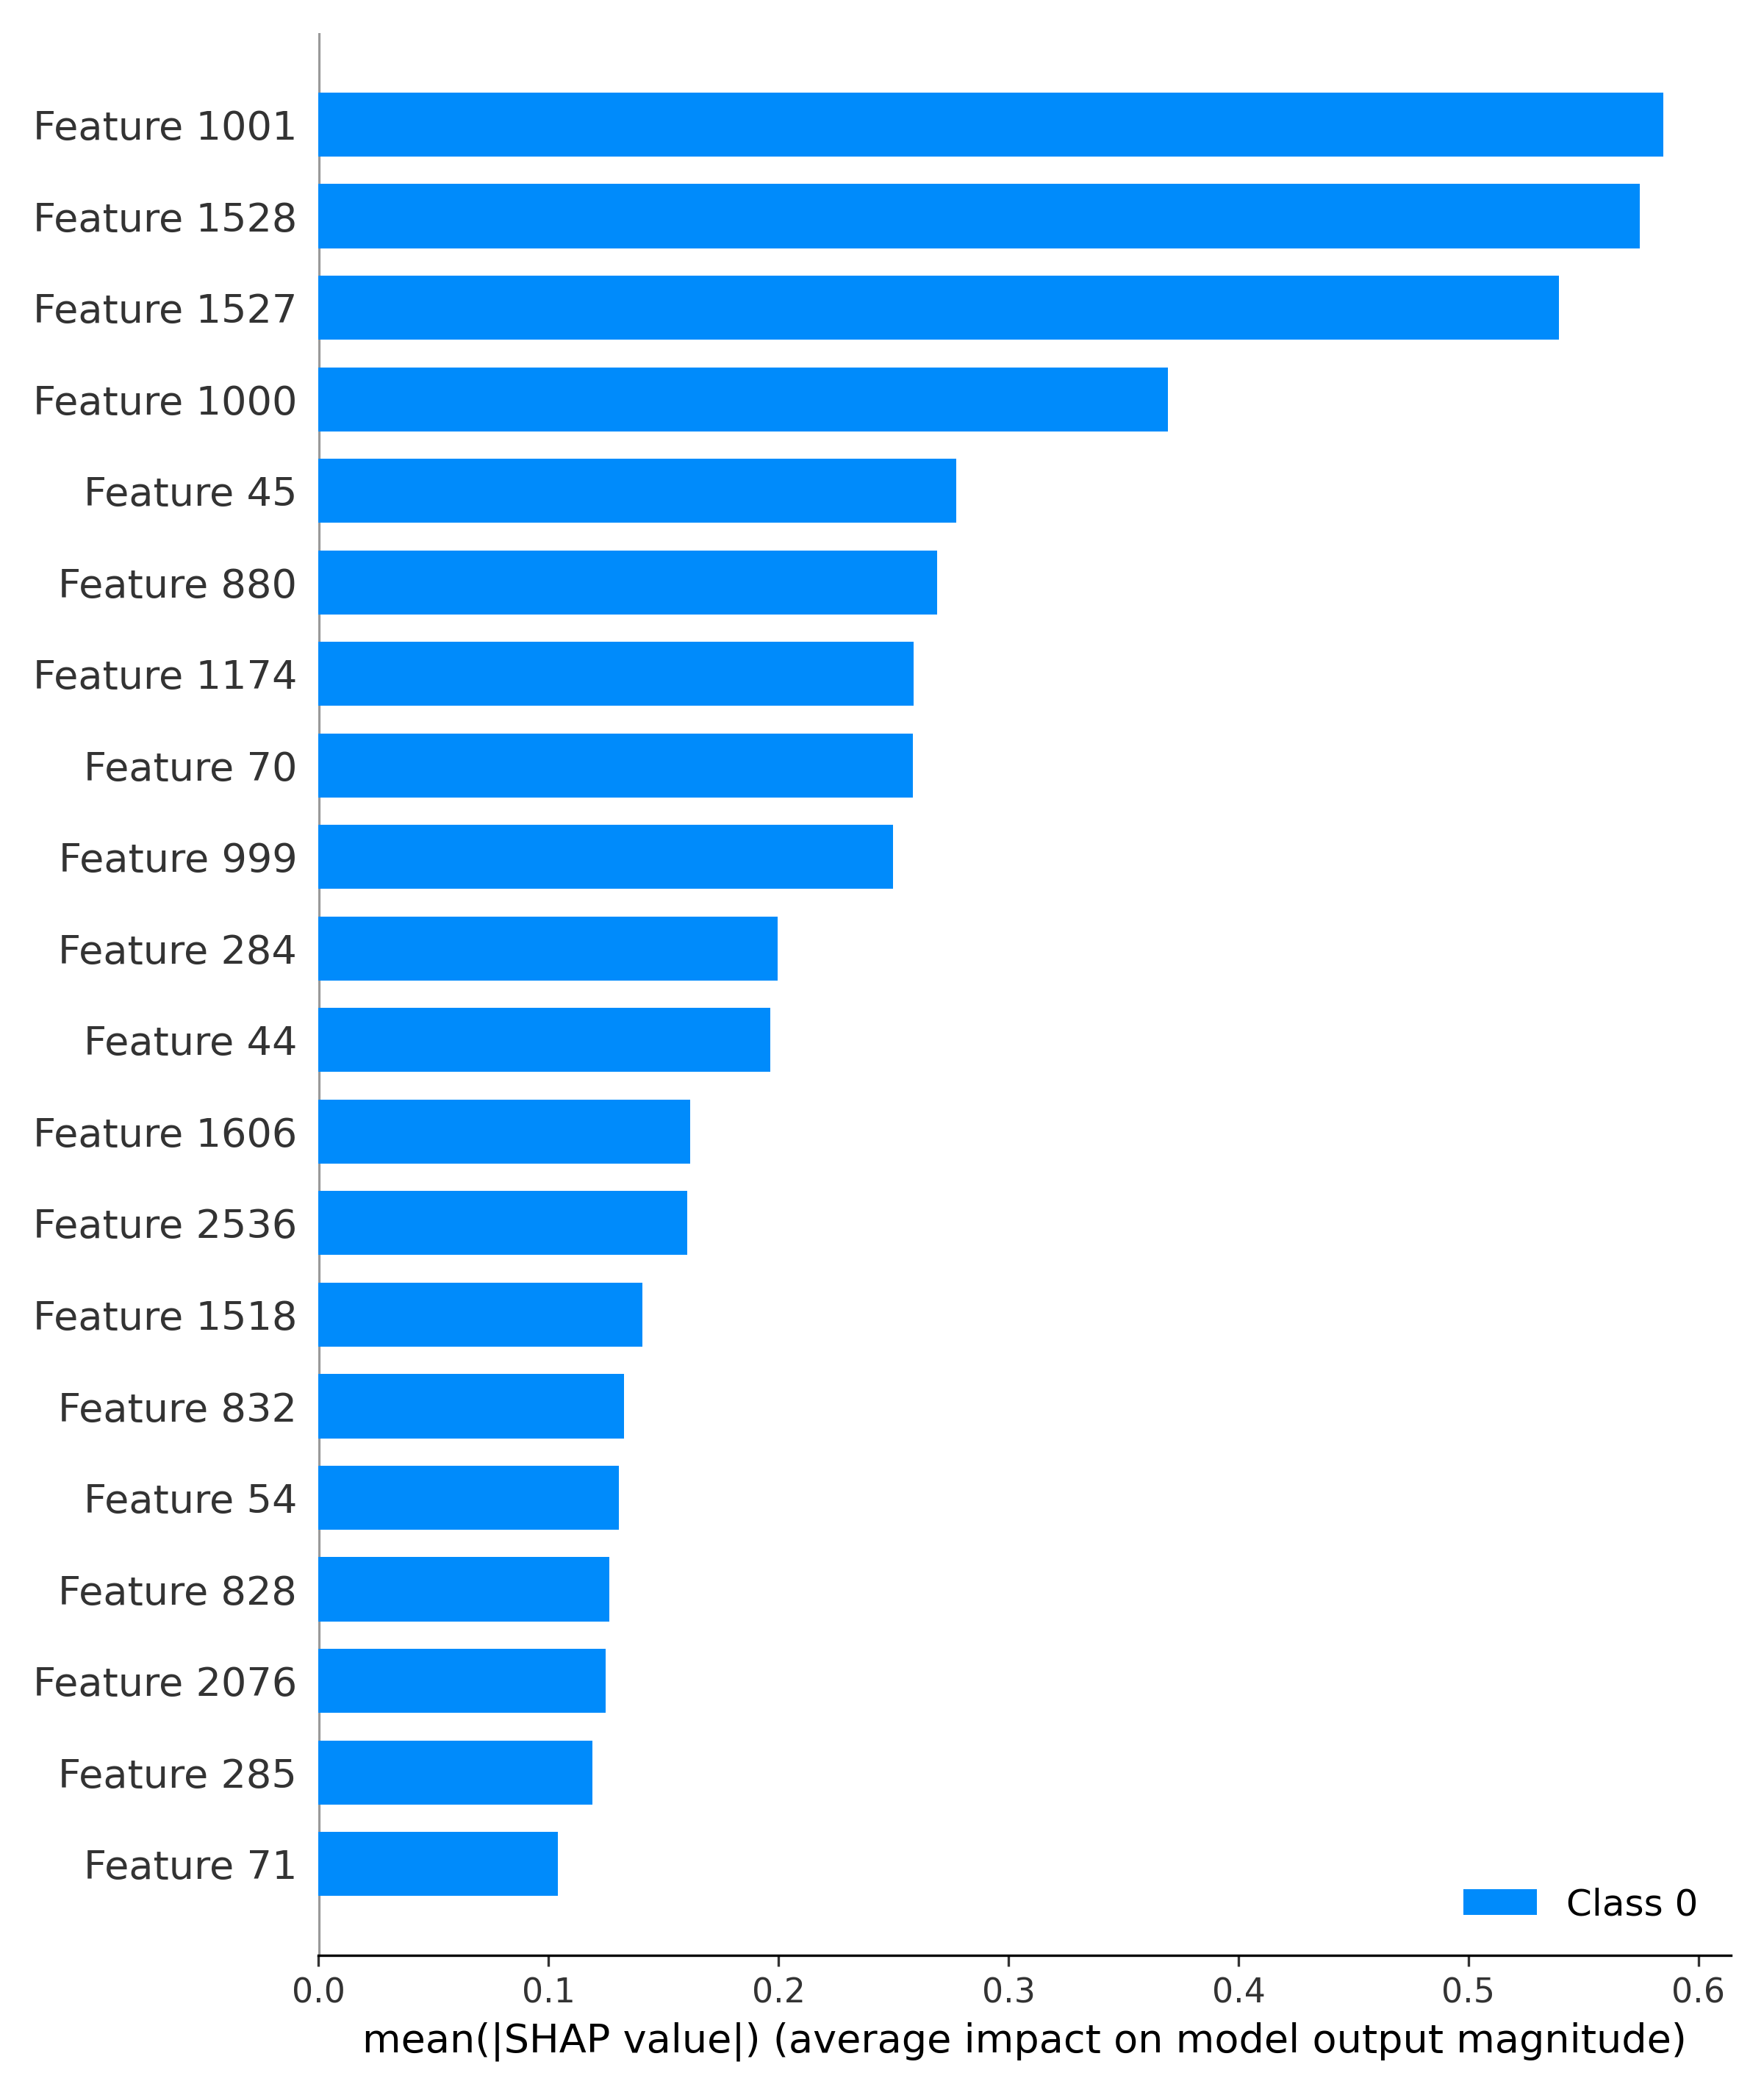 Feature 1001
Feature 1528
Feature 1527
Feature 1000
Feature 45
Feature 880
Feature 1174
Feature 70
Feature 999
Feature 284
Feature 44
Feature 1606
Feature 2536
Feature 1518
Feature 832
Feature 54
Feature 828
Feature 2076
Feature 285
Feature 71
Class 0
0.0 0.1 0.2 0.3 0.4 0.5 0.6
mean(|SHAP value|) (average impact on model output magnitude)